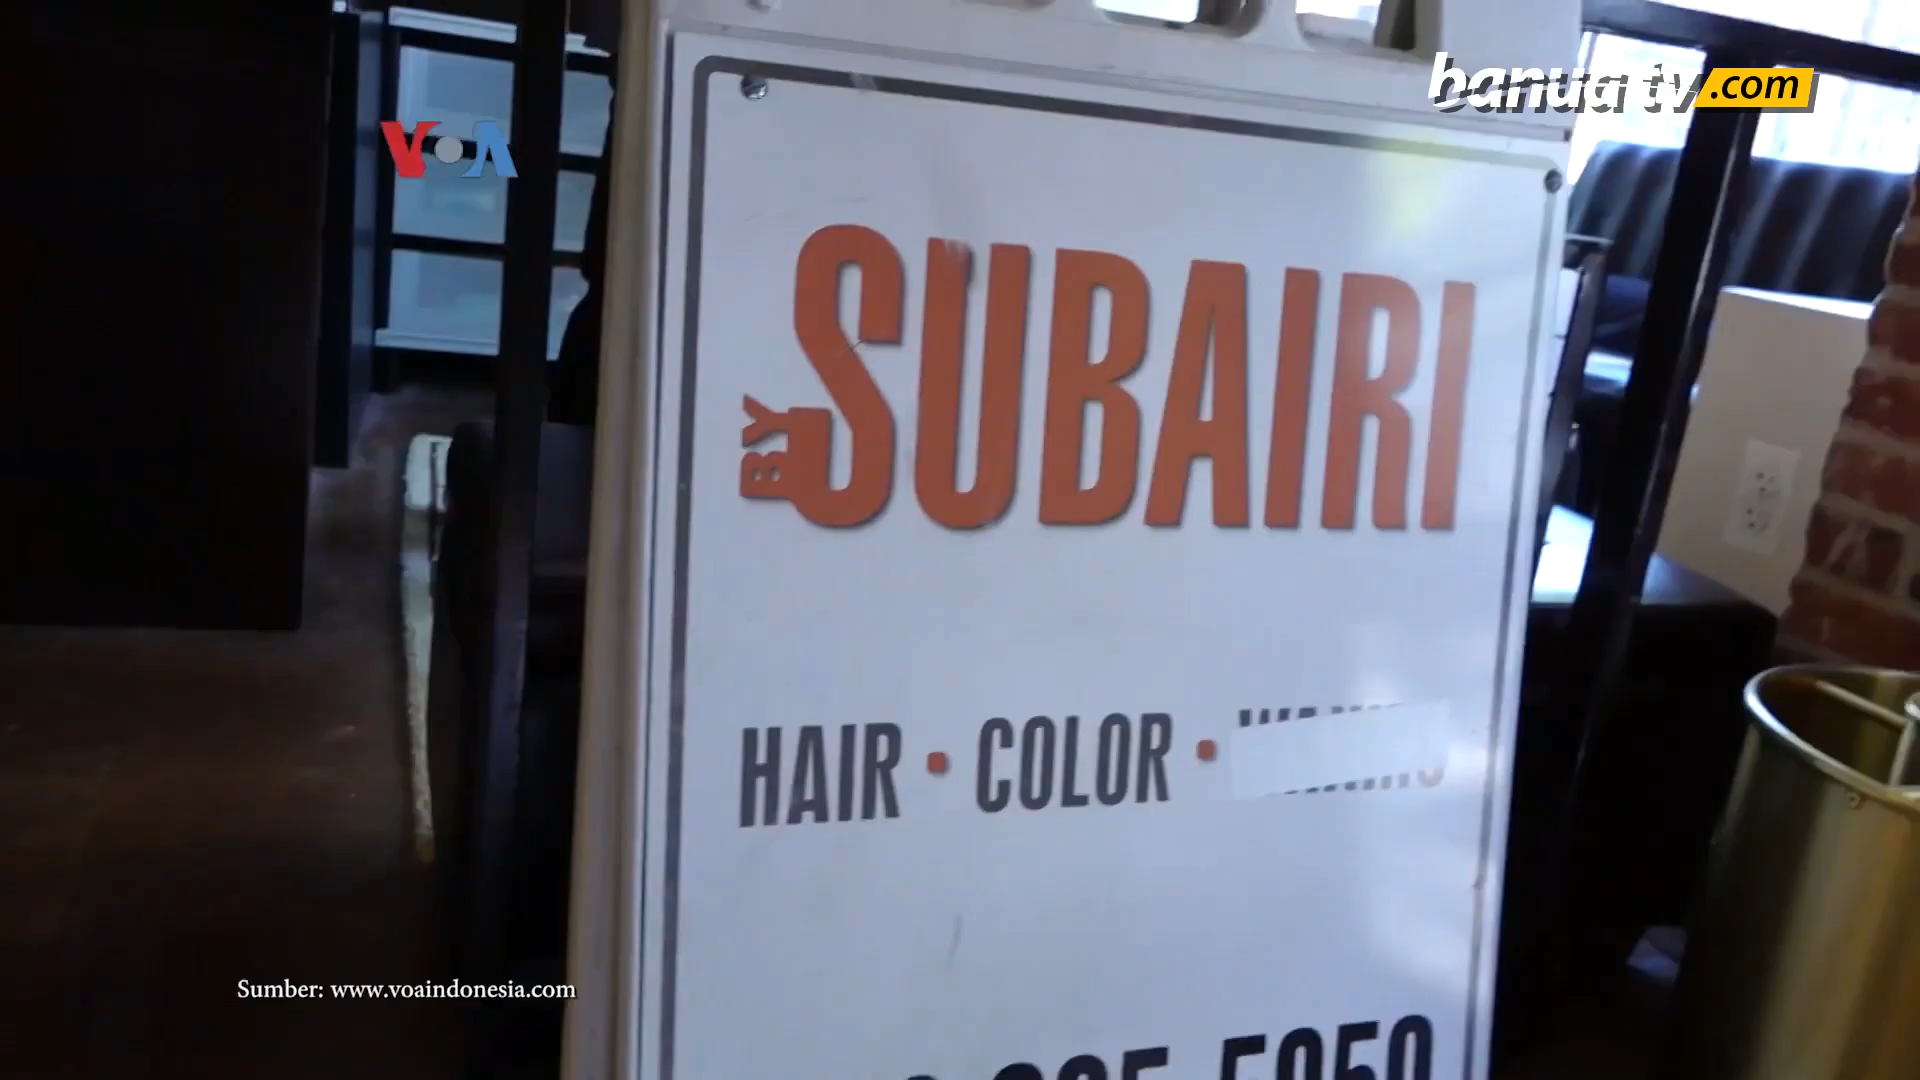 banua tv.com
VOA
BY SUBAIRI
HAIR • COLOR •
Sumber: www.voaindonesia.com